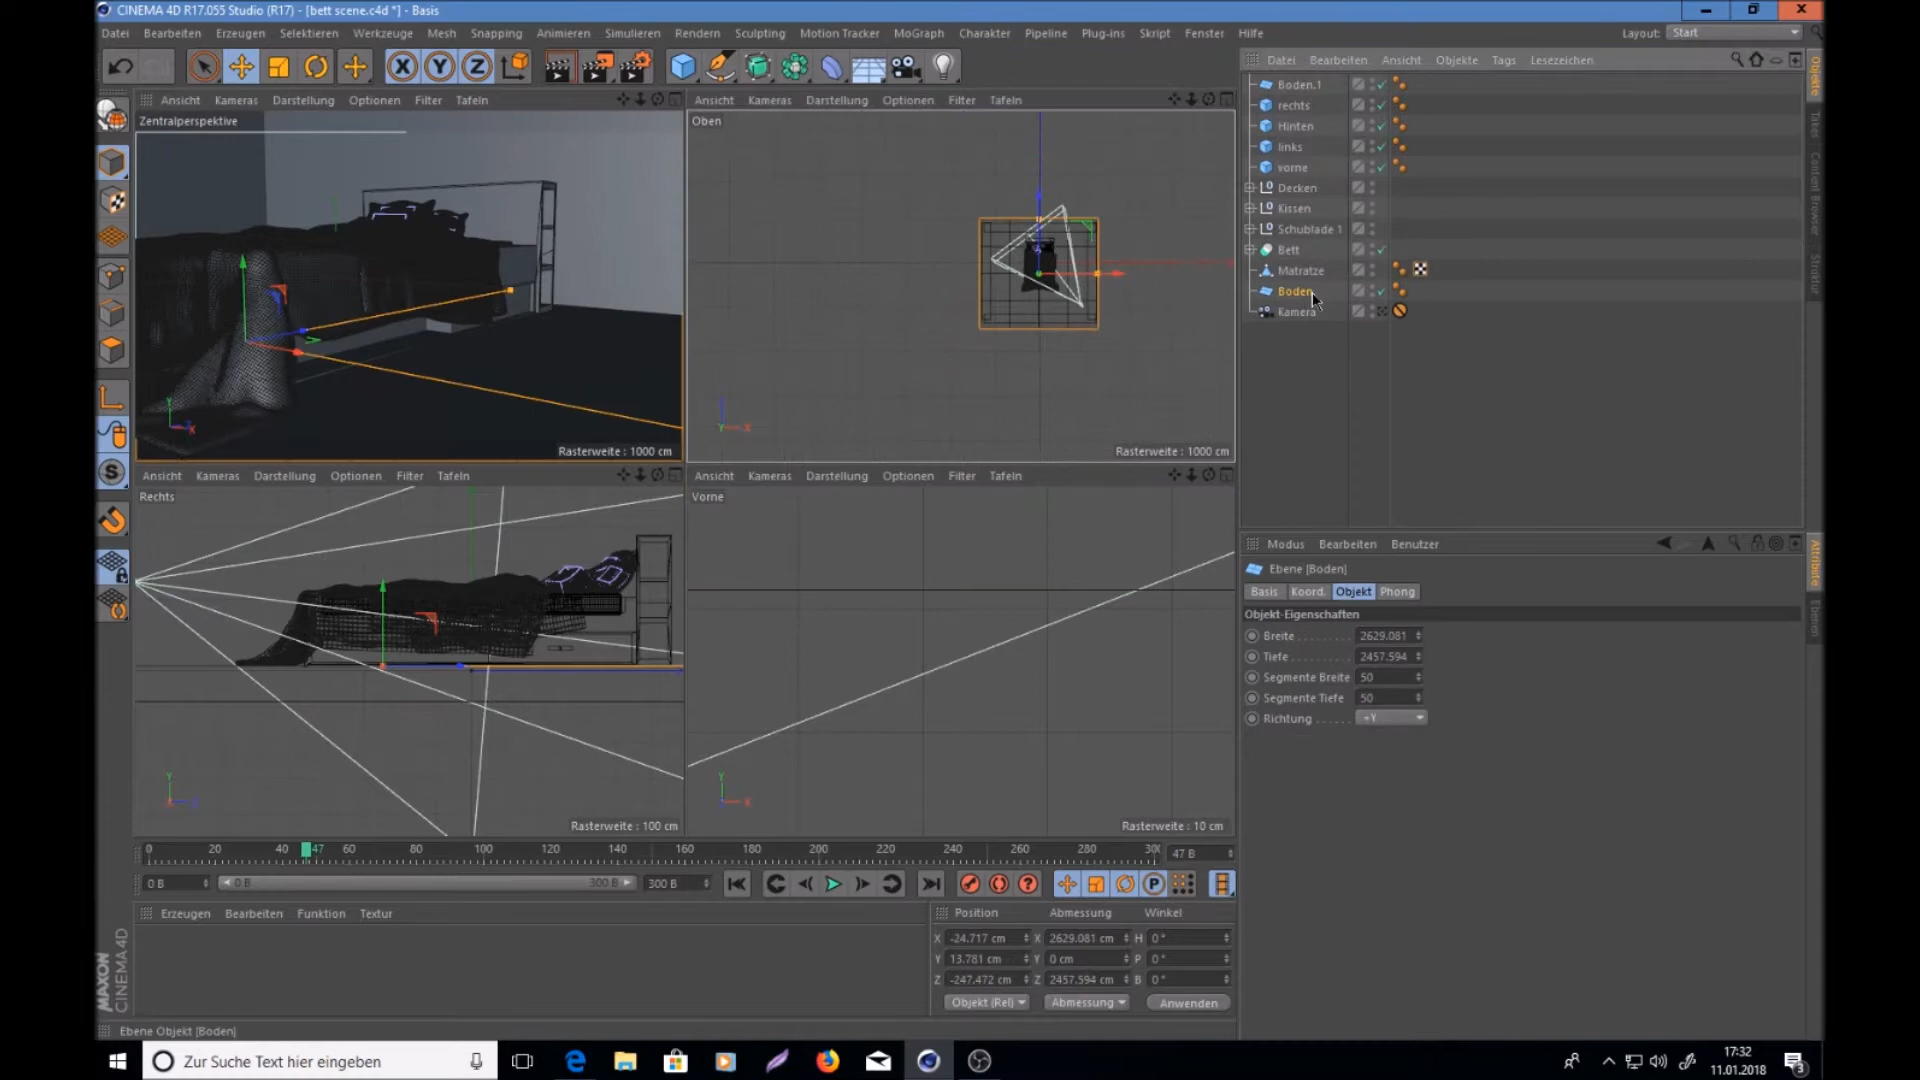 CINEMA 4D R17.055 Studio (R17) - [bett scene.c4d *] - Basis
Datei Bearbeiten Erzeugen Selektieren Werkzeuge Mesh Snapping Animieren Simulieren Rendern Sculpting Motion Tracker MoGraph Charakter Pipeline Plug-ins Skript Fenster Hilfe Layout: Start
Datei Bearbeiten Ansicht Objekte Tags Lesezeichen
Ansicht Kameras Darstellung Optionen Filter Tafeln
Zentralperspektive
Rasterweite : 1000 cm
Ansicht Kameras Darstellung Optionen Filter Tafeln
Oben
Rasterweite : 1000 cm
Boden.1
rechts
Hinten
links
vorne
Decken
Kissen
Schublade 1
Bett
Matratze
Boden
Kamera
Objekte
Takes
Content Browser
Struktur
Ansicht Kameras Darstellung Optionen Filter Tafeln
Rechts
Rasterweite : 100 cm
Ansicht Kameras Darstellung Optionen Filter Tafeln
Vorne
Rasterweite : 10 cm
Modus Bearbeiten Benutzer
Ebene [Boden]
Basis Koord. Objekt Phong
Objekt-Eigenschaften
Breite 2629.081
Tiefe 2457.594
Segmente Breite 50
Segmente Tiefe 50
Richtung +Y
Attribute
Ebenen
0 20 40 47 60 80 100 120 140 160 180 200 220 240 260 280 300 47 B
0 B 0 B 300 B 300 B
Erzeugen Bearbeiten Funktion Textur
Position Abmessung Winkel
X -24.717 cm X 2629.081 cm H 0 °
Y 13.781 cm Y 0 cm P 0 °
Z -247.472 cm Z 2457.594 cm B 0 °
Objekt (Rel) Abmessung Anwenden
MAXON
CINEMA 4D
Ebene Objekt [Boden]
Zur Suche Text hier eingeben
17:32
11.01.2018
3